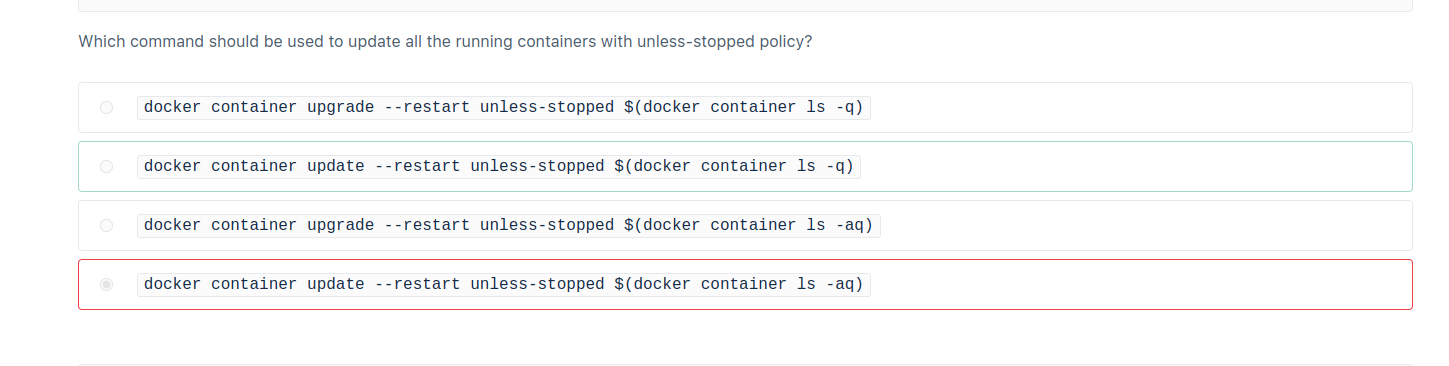 Which command should be used to update all the running containers with unless-stopped policy?
docker container upgrade --restart unless-stopped $(docker container ls -q)
docker container update --restart unless-stopped $(docker container ls -q)
docker container upgrade --restart unless-stopped $(docker container ls -aq)
docker container update --restart unless-stopped $(docker container ls -aq)